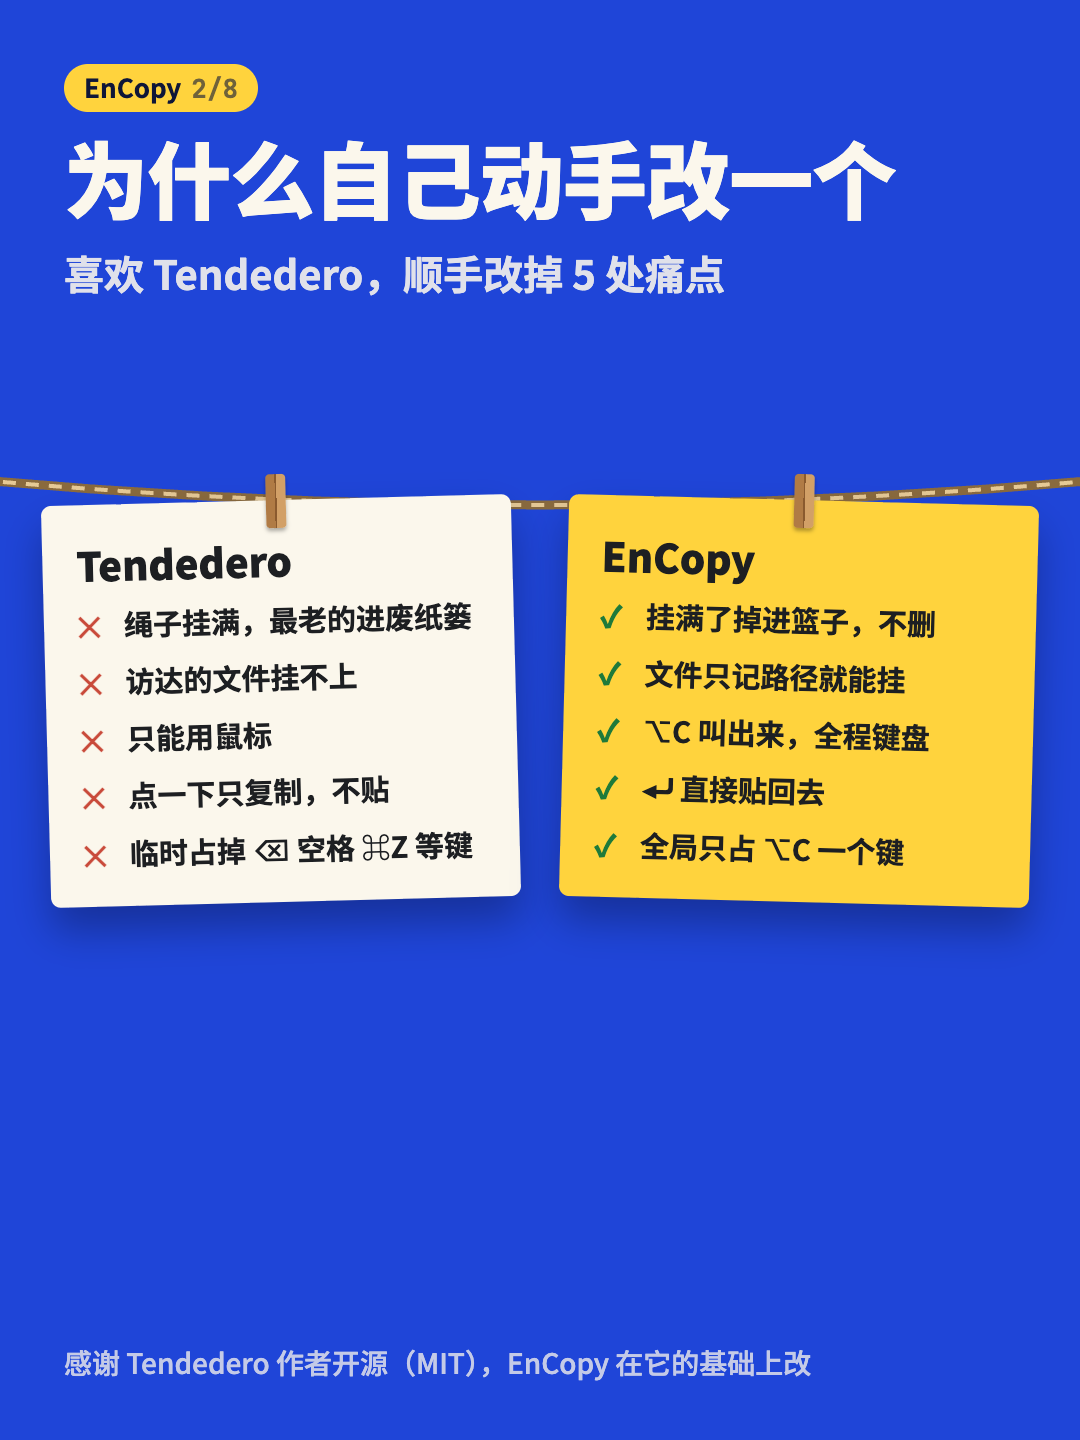 EnCopy 2/8
为什么自己动手改一个
喜欢 Tendedero，顺手改掉 5 处痛点
Tendedero
× 绳子挂满，最老的进废纸篓
× 访达的文件挂不上
× 只能用鼠标
× 点一下只复制，不贴
× 临时占掉 ⌫ 空格 ⌘Z 等键
EnCopy
✓ 挂满了掉进篮子，不删
✓ 文件只记路径就能挂
✓ ⌥C 叫出来，全程键盘
✓ ↵ 直接贴回去
✓ 全局只占 ⌥C 一个键
感谢 Tendedero 作者开源（MIT），EnCopy 在它的基础上改